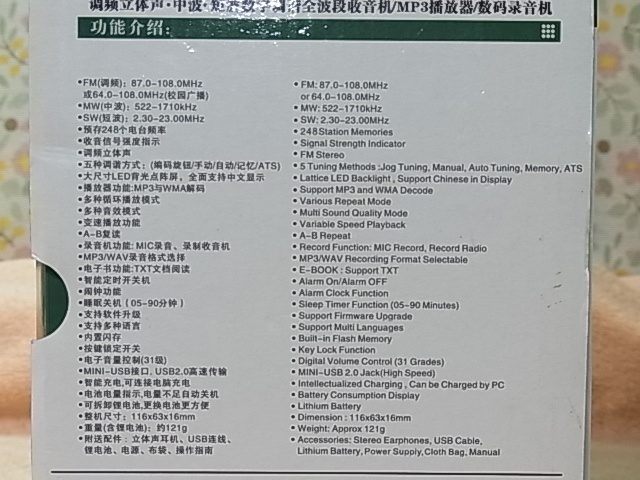 调频立体声·中波·短波数字调谐全波段收音机/MP3播放器/数码录音机
功能介绍:
•FM(调频): 87.0-108.0MHz
或64.0-108.0MHz(校园广播)
•MW(中波): 522-1710kHz
•SW(短波): 2.30-23.00MHz
•预存248个电台频率
•收音信号强度指示
•调频立体声
•五种调谐方式: (编码旋钮/手动/自动/记忆/ATS)
•大尺寸LED背光点阵屏, 全面支持中文显示
•播放器功能:MP3与WMA解码
•多种循环播放模式
•多种音效模式
•变速播放功能
•A-B复读
•录音机功能: MIC录音、录制收音机
•MP3/WAV录音格式选择
•电子书功能:TXT文档阅读
•智能定时开关机
•闹钟功能
•睡眠关机 (05-90分钟)
•支持软件升级
•支持多种语言
•内置闪存
•按键锁定开关
•电子音量控制(31级)
•MINI-USB接口, USB2.0高速传输
•智能充电,可连接电脑充电
•电池电量指示,电量不足自动关机
•可拆卸锂电池,更换电池更方便
•整机尺寸: 116x63x16mm
•重量(含锂电池): 约121g
•附送配件: 立体声耳机、USB连线、
锂电池、电源、布袋、操作指南
• FM: 87.0-108.0MHz
or 64.0-108.0MHz
• MW: 522-1710kHz
• SW: 2.30-23.00MHz
• 248Station Memories
• Signal Strength Indicator
• FM Stereo
• 5 Tuning Methods :Jog Tuning, Manual, Auto Tuning, Memory, ATS
• Lattice LED Backlight , Support Chinese in Display
• Support MP3 and WMA Decode
• Various Repeat Mode
• Multi Sound Quality Mode
• Variable Speed Playback
• A-B Repeat
• Record Function: MIC Record, Record Radio
• MP3/WAV Recording Format Selectable
• E-BOOK : Support TXT
• Alarm On/Alarm OFF
• Alarm Clock Function
• Sleep Timer Function (05-90 Minutes)
• Support Firmware Upgrade
• Support Multi Languages
• Built-in Flash Memory
• Key Lock Function
• Digital Volume Control (31 Grades)
• MINI-USB 2.0 Jack(High Speed)
• Intellectualized Charging , Can be Charged by PC
• Battery Consumption Display
• Lithium Battery
• Dimension : 116x63x16mm
• Weight: Approx 121g
• Accessories: Stereo Earphones, USB Cable,
Lithium Battery, Power Supply,Cloth Bag, Manual